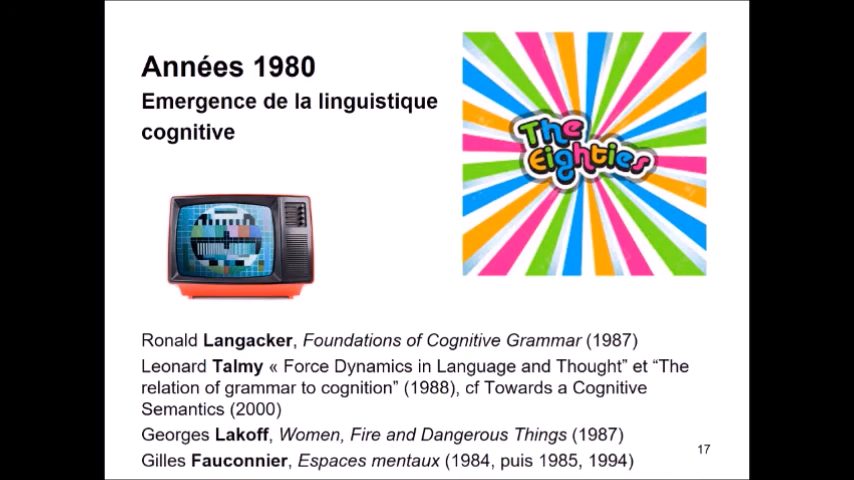 Années 1980
Emergence de la linguistique
cognitive
The
Eighties
Ronald Langacker, Foundations of Cognitive Grammar (1987)
Leonard Talmy « Force Dynamics in Language and Thought” et “The
relation of grammar to cognition” (1988), cf Towards a Cognitive
Semantics (2000)
Georges Lakoff, Women, Fire and Dangerous Things (1987)
Gilles Fauconnier, Espaces mentaux (1984, puis 1985, 1994)
17